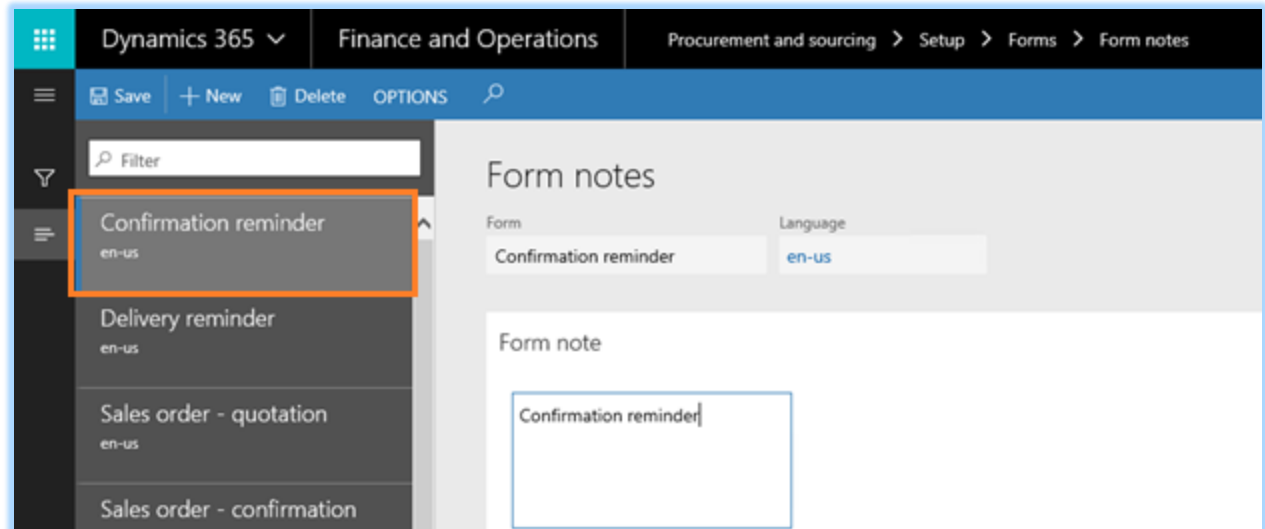 Dynamics 365 Finance and Operations Procurement and sourcing > Setup > Forms > Form notes
Save + New Delete OPTIONS
Filter
Form notes
Confirmation reminder
en-us
Form Language
Confirmation reminder en-us
Delivery reminder
en-us
Form note
Sales order - quotation
en-us
Confirmation reminder
Sales order - confirmation